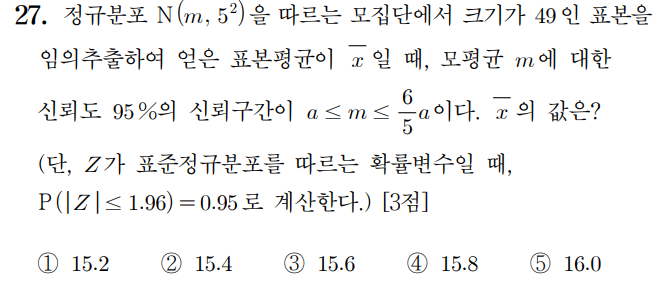 27. 정규분포 N(m, 5²)을 따르는 모집단에서 크기가 49인 표본을
임의추출하여 얻은 표본평균이 x̄ 일 때, 모평균 m에 대한
신뢰도 95%의 신뢰구간이 a ≤ m ≤ 6/5 a이다. x̄ 의 값은?
(단, Z가 표준정규분포를 따르는 확률변수일 때,
P(|Z| ≤ 1.96) = 0.95로 계산한다.) [3점]
① 15.2 ② 15.4 ③ 15.6 ④ 15.8 ⑤ 16.0